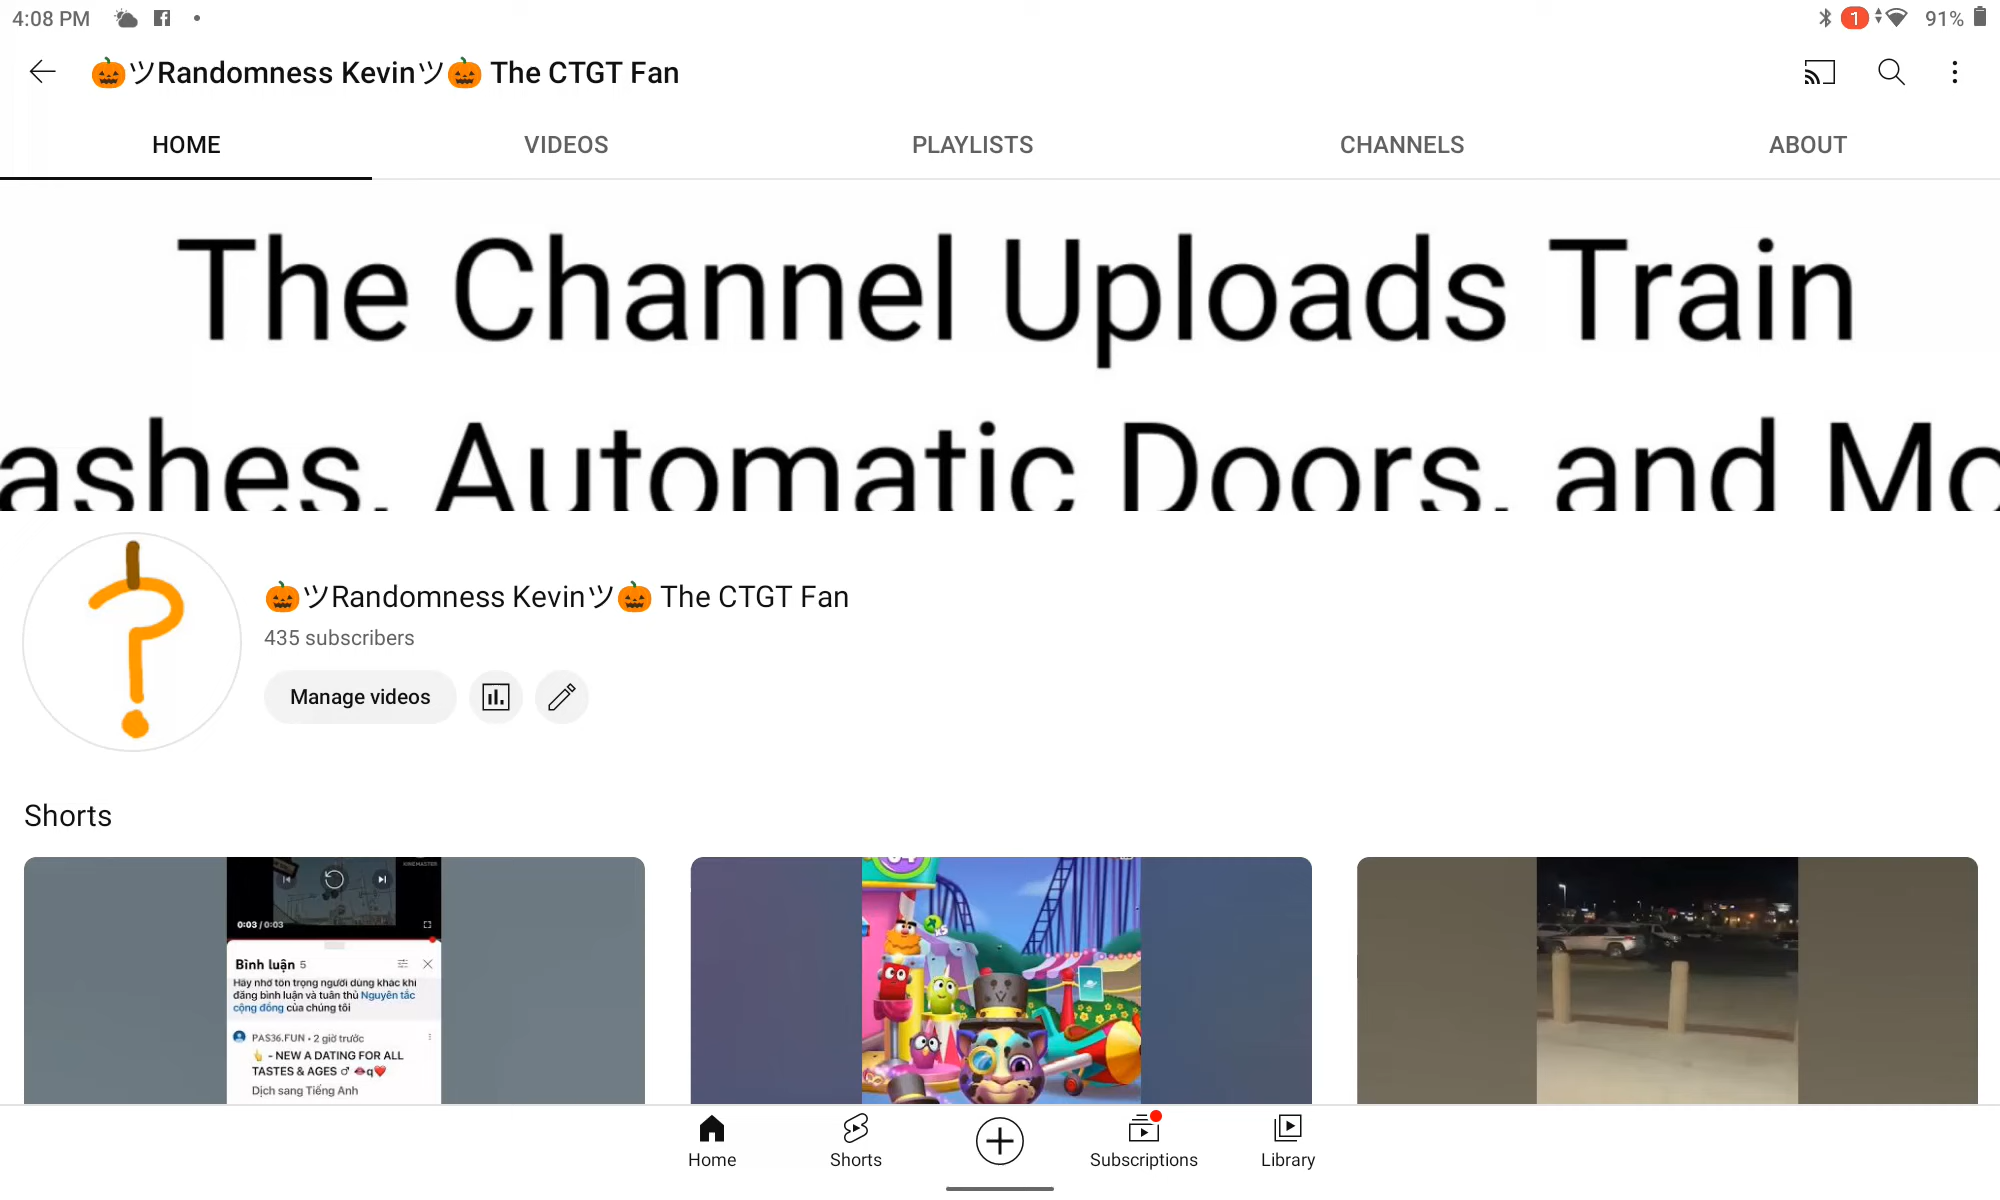 4:08 PM
1
91%
🎃ツRandomness Kevinツ🎃 The CTGT Fan
HOME
VIDEOS
PLAYLISTS
CHANNELS
ABOUT
The Channel Uploads Train
ashes, Automatic Doors, and Mo
🎃ツRandomness Kevinツ🎃 The CTGT Fan
435 subscribers
Manage videos
Shorts
KINEMASTER
0:03 / 0:03
Bình luận 5
Hãy nhớ tôn trọng người dùng khác khi
đăng bình luận và tuân thủ Nguyên tắc
cộng đồng của chúng tôi
PAS36.FUN • 2 giờ trước
👆 - NEW A DATING FOR ALL
TASTES & AGES ♂ 👄q❤️
Dịch sang Tiếng Anh
x5
Home
Shorts
Subscriptions
Library